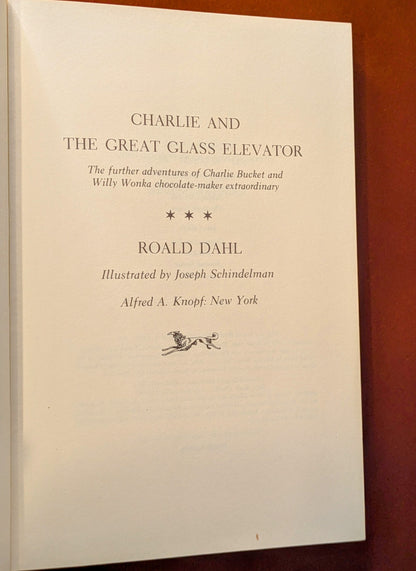 CHARLIE AND
THE GREAT GLASS ELEVATOR
The further adventures of Charlie Bucket and
Willy Wonka chocolate-maker extraordinary
✶ ✶ ✶
ROALD DAHL
Illustrated by Joseph Schindelman
Alfred A. Knopf: New York